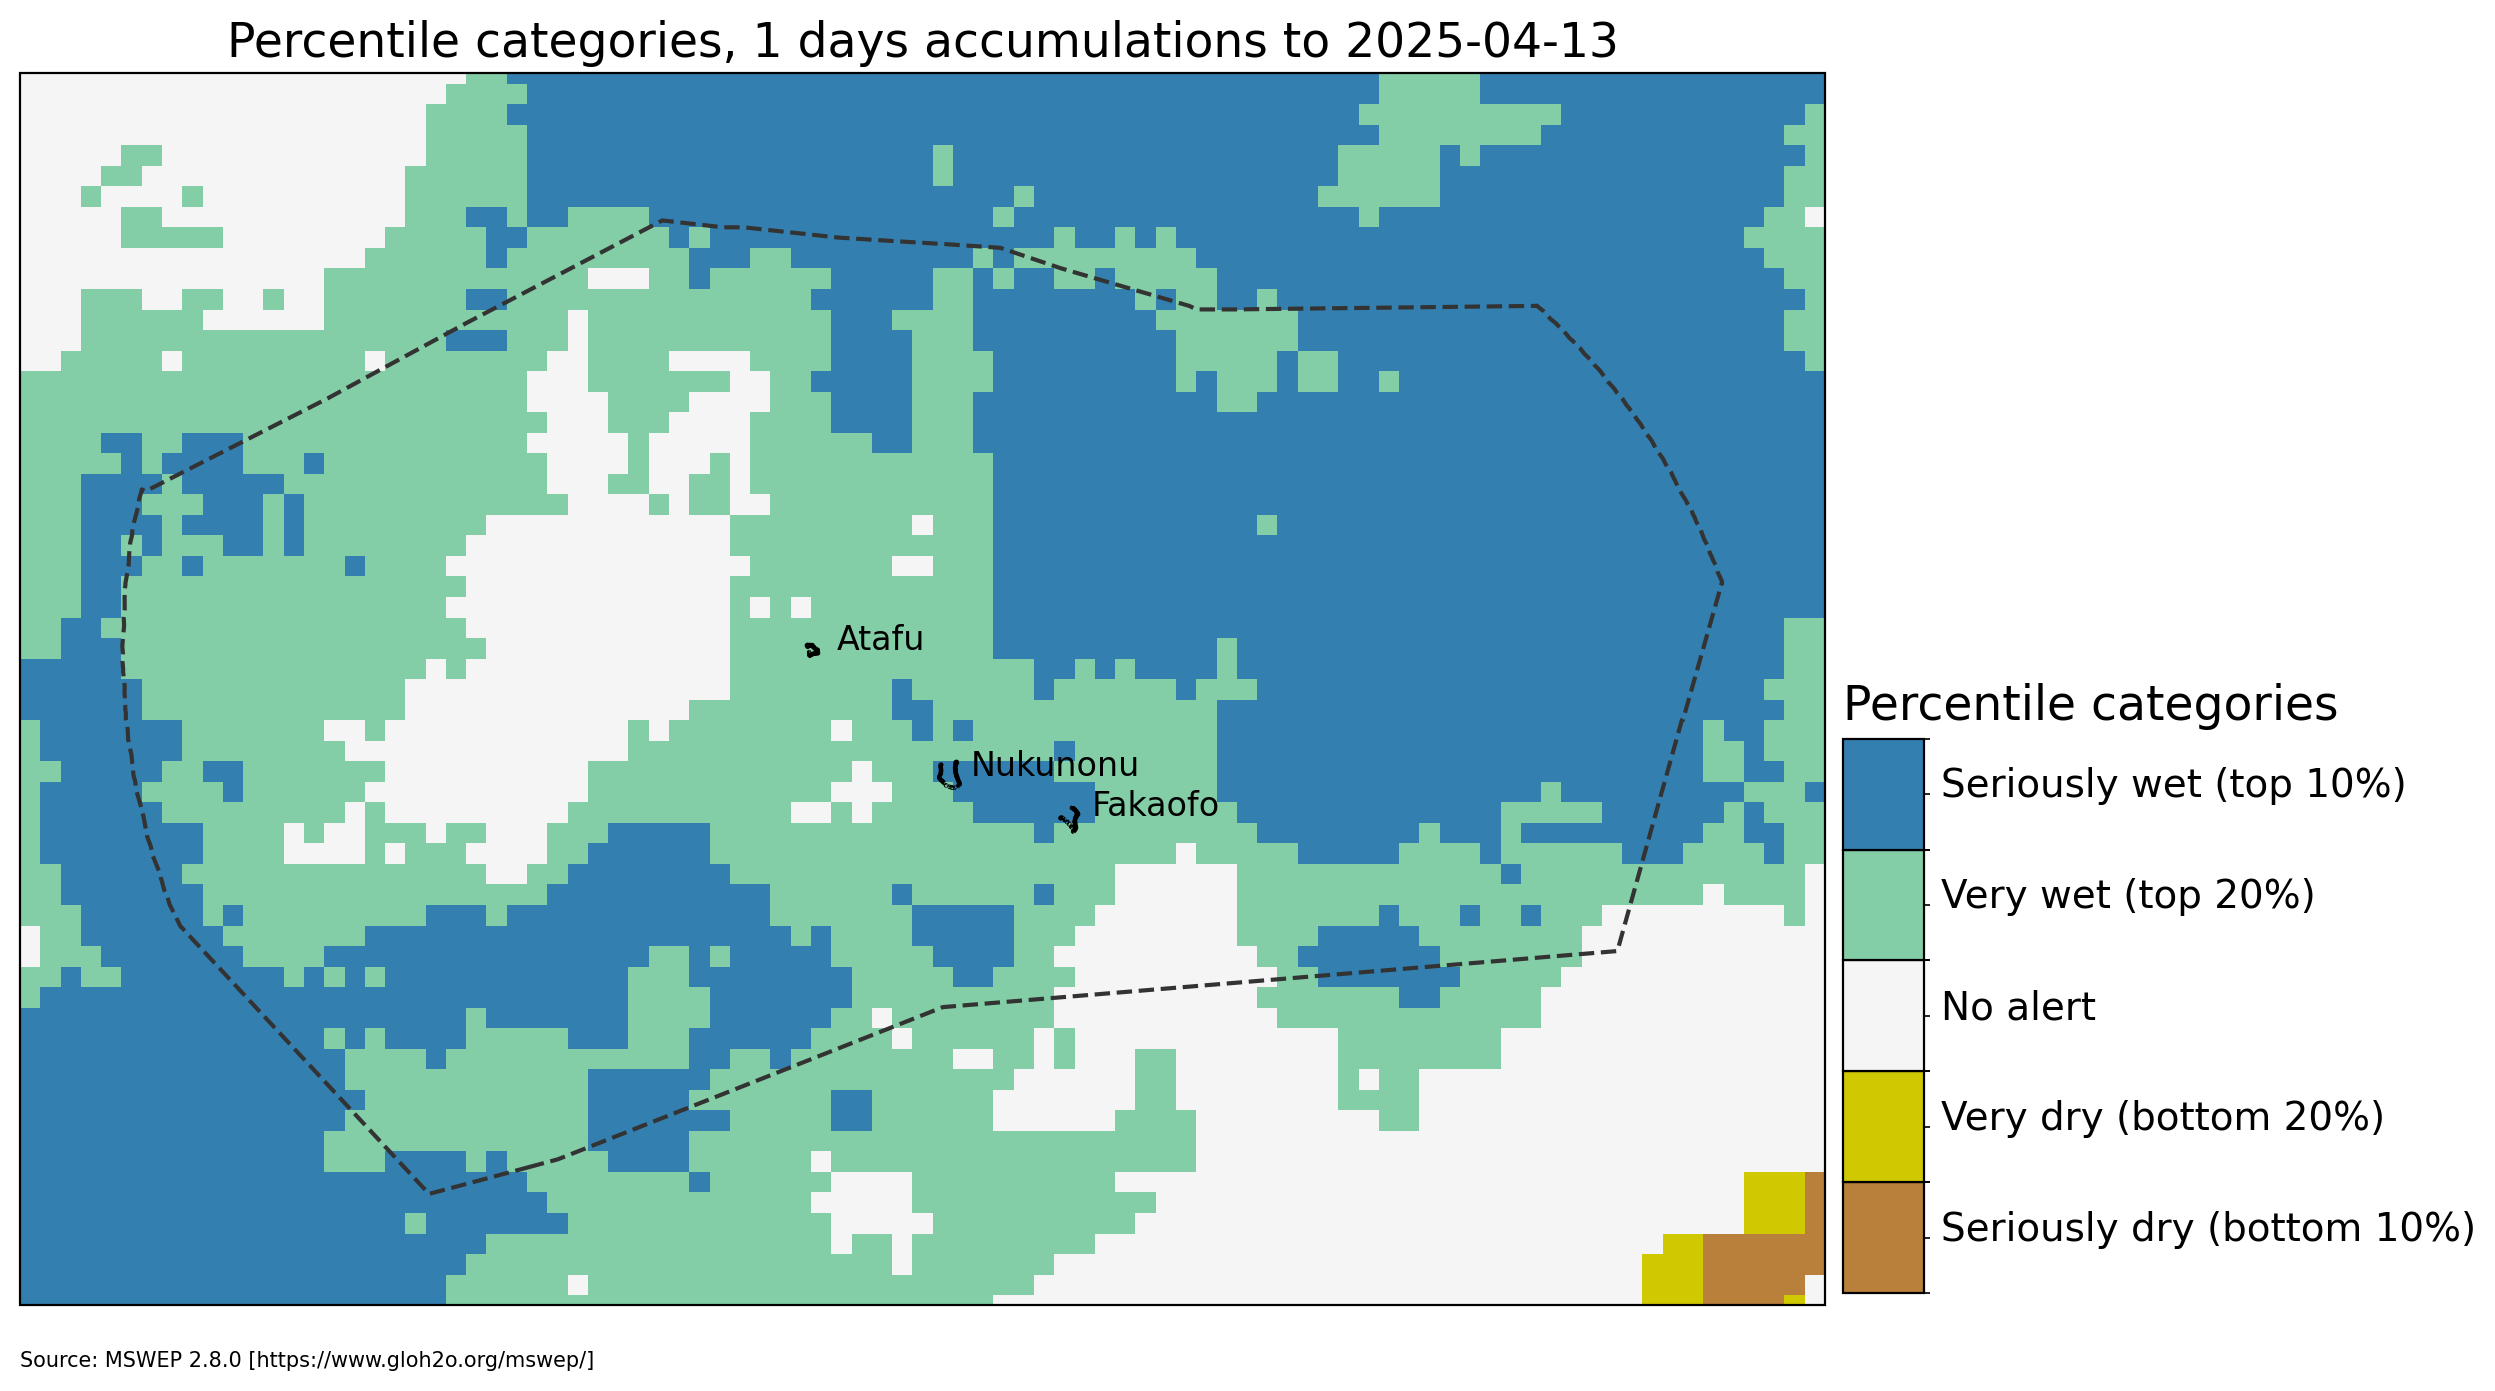 Percentile categories, 1 days accumulations to 2025-04-13
Atafu
Nukunonu
Fakaofo
Percentile categories
Seriously wet (top 10%)
Very wet (top 20%)
No alert
Very dry (bottom 20%)
Seriously dry (bottom 10%)
Source: MSWEP 2.8.0 [https://www.gloh2o.org/mswep/]